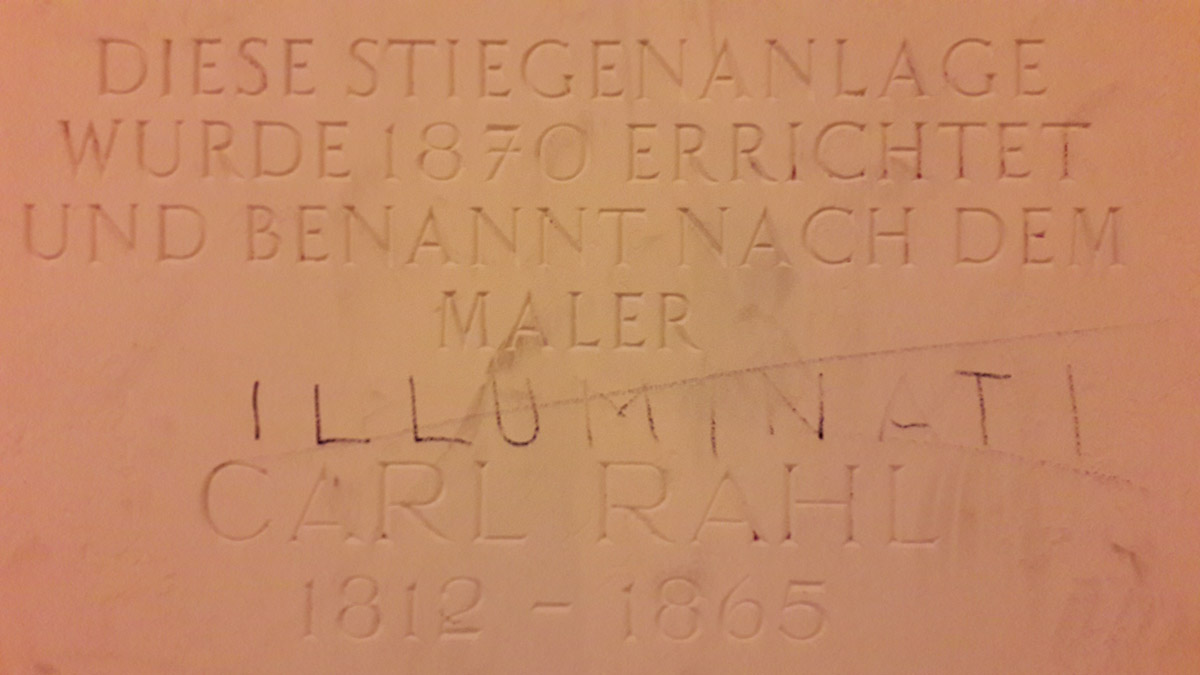 DIESE STIEGENANLAGE
WURDE 1870 ERRICHTET
UND BENANNT NACH DEM
MALER
ILLUMINATI
CARL RAHL
1812 - 1865